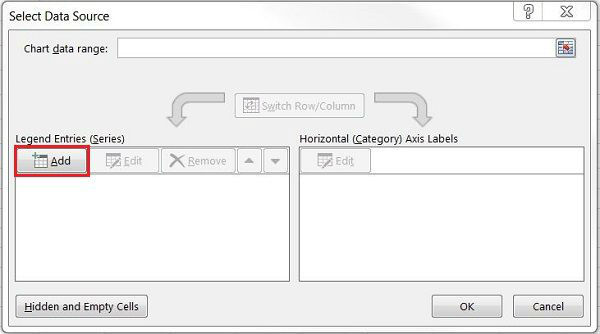 Select Data Source
?
Chart data range:
Switch Row/Column
Legend Entries (Series)
Horizontal (Category) Axis Labels
Add Edit Remove
Edit
Hidden and Empty Cells
OK Cancel